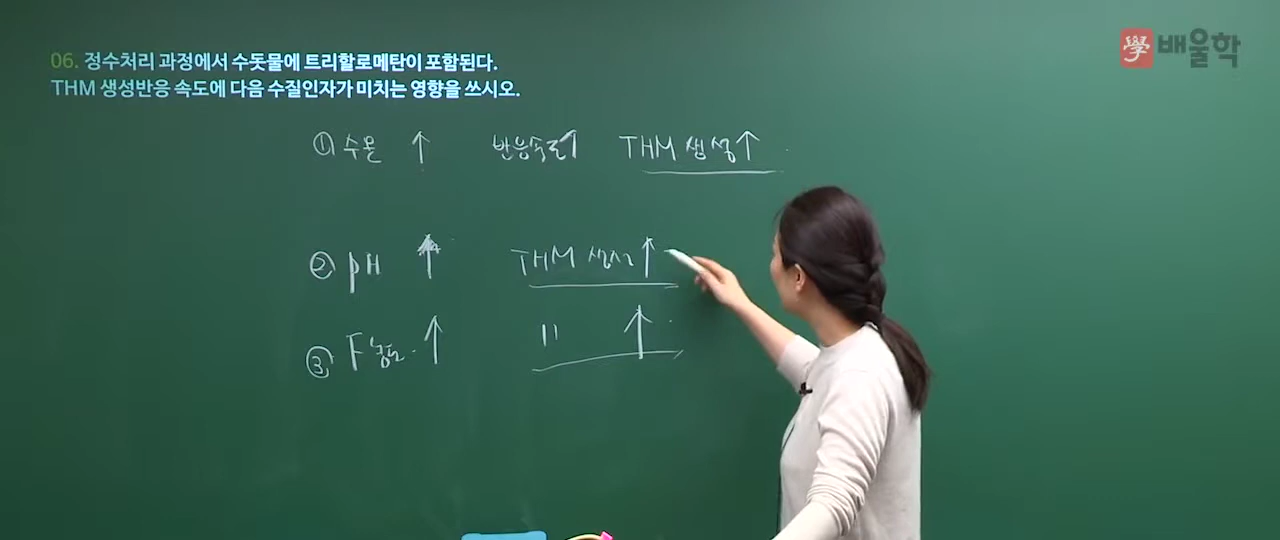 學 배울학
06. 정수처리 과정에서 수돗물에 트리할로메탄이 포함된다.
THM 생성반응 속도에 다음 수질인자가 미치는 영향을 쓰시오.
① 수온 ↑ 반응속도↑ THM 생성↑
② pH ↑ THM 생성↑
③ F 농도 ↑ 〃 ↑